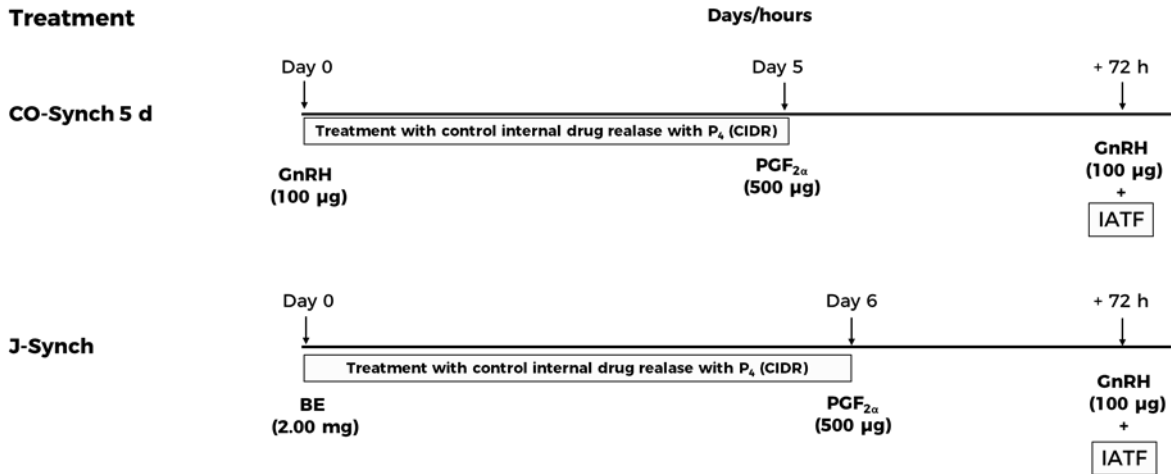 Treatment
Days/hours
Day 0
Day 5
+ 72 h
CO-Synch 5 d
Treatment with control internal drug realase with P₄ (CIDR)
GnRH
(100 µg)
PGF₂α
(500 µg)
GnRH
(100 µg)
+
IATF
Day 0
Day 6
+ 72 h
J-Synch
Treatment with control internal drug realase with P₄ (CIDR)
BE
(2.00 mg)
PGF₂α
(500 µg)
GnRH
(100 µg)
+
IATF